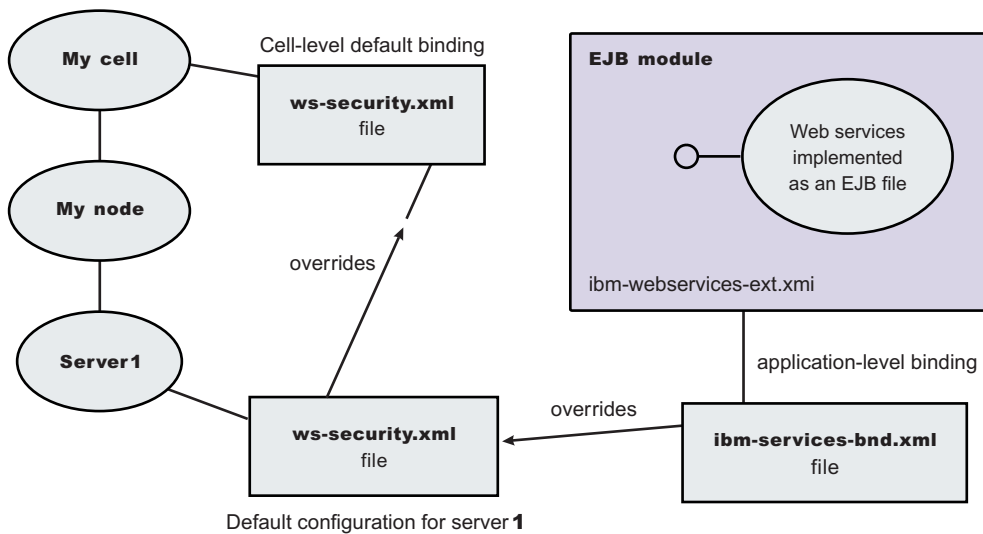 My cell
Cell-level default binding
ws-security.xml
file
EJB module
Web services
implemented
as an EJB file
My node
overrides
ibm-webservices-ext.xmi
Server1
application-level binding
ws-security.xml
file
overrides
ibm-services-bnd.xml
file
Default configuration for server 1